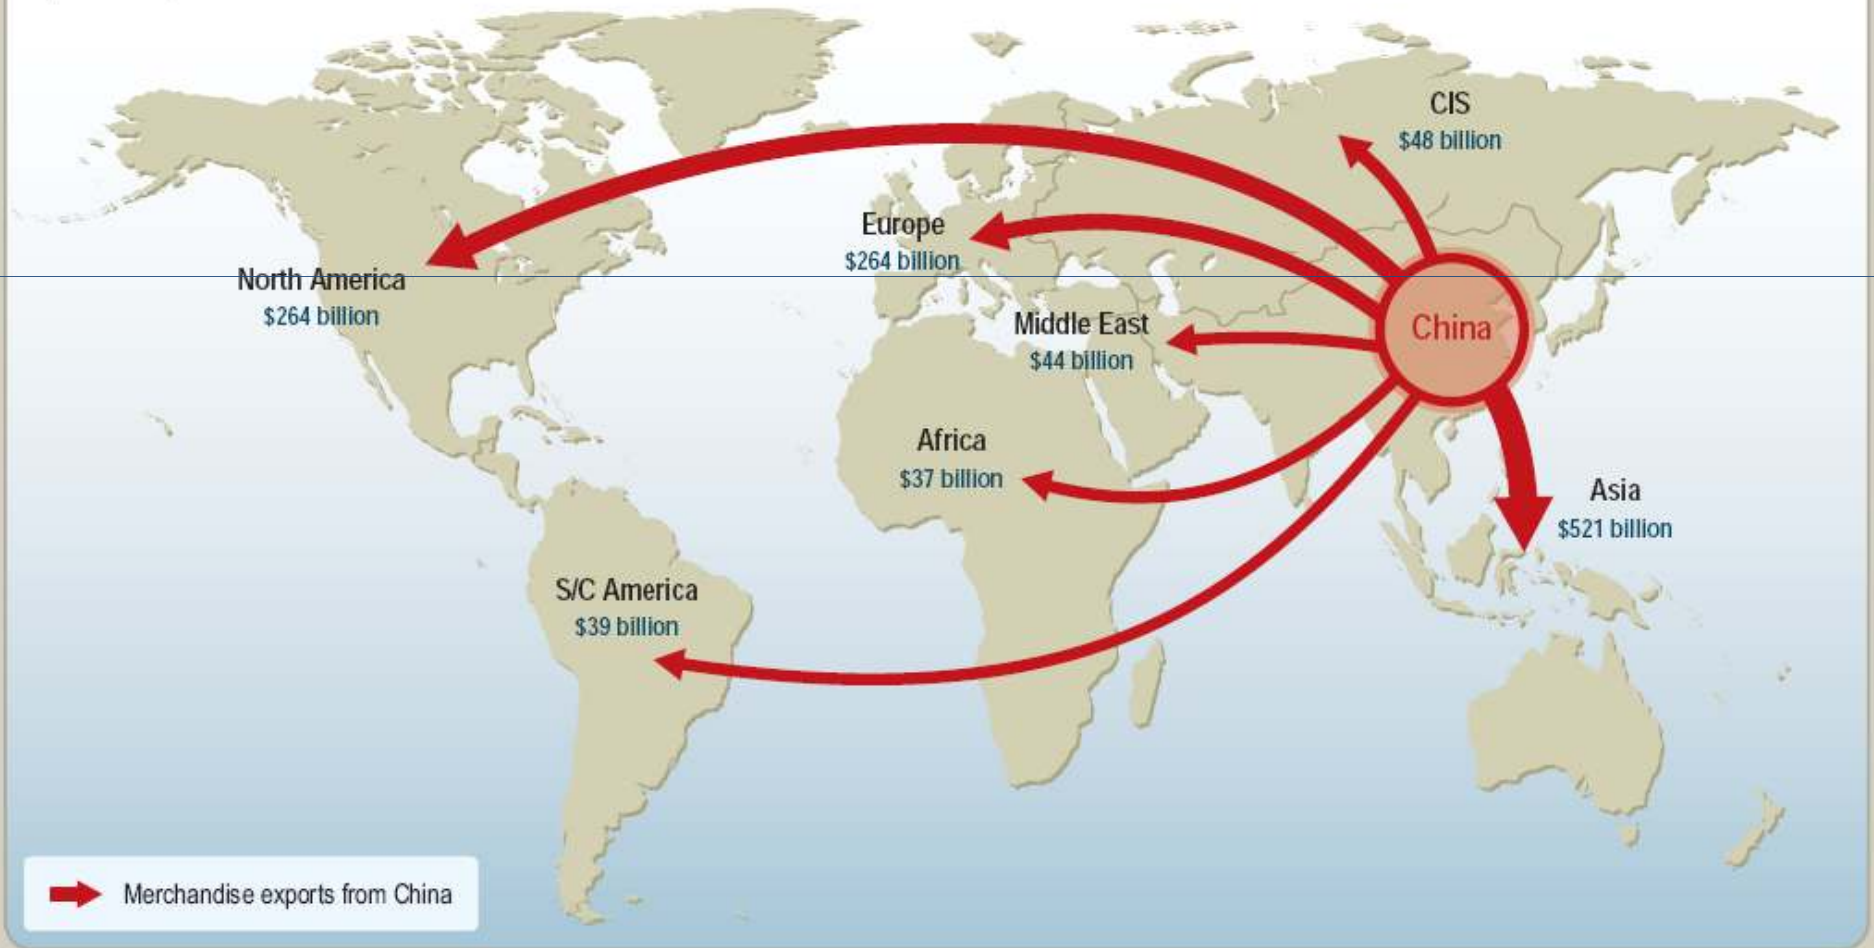 CIS
$48 billion
Europe
$264 billion
North America
$264 billion
Middle East
$44 billion
China
Africa
$37 billion
Asia
$521 billion
S/C America
$39 billion
Merchandise exports from China